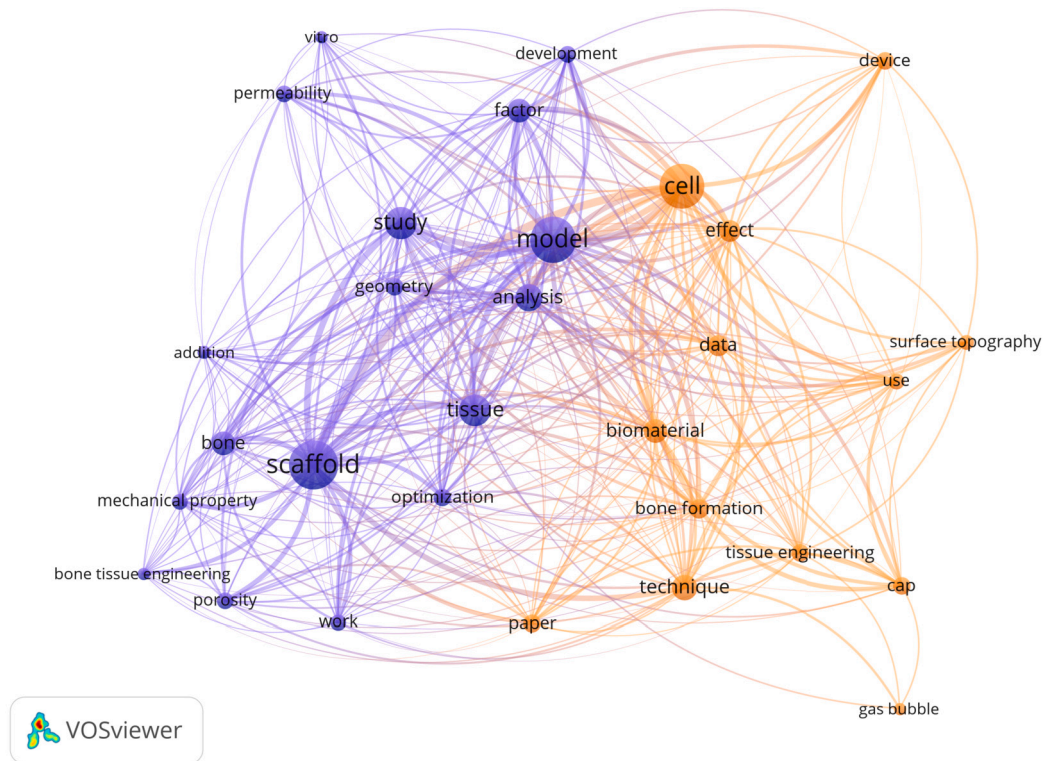 vitro
development
device
permeability
factor
cell
study
effect
model
geometry
analysis
surface topography
data
addition
use
tissue
biomaterial
bone
scaffold
mechanical property
optimization
bone formation
tissue engineering
bone tissue engineering
technique
cap
porosity
work
paper
gas bubble
VOSviewer